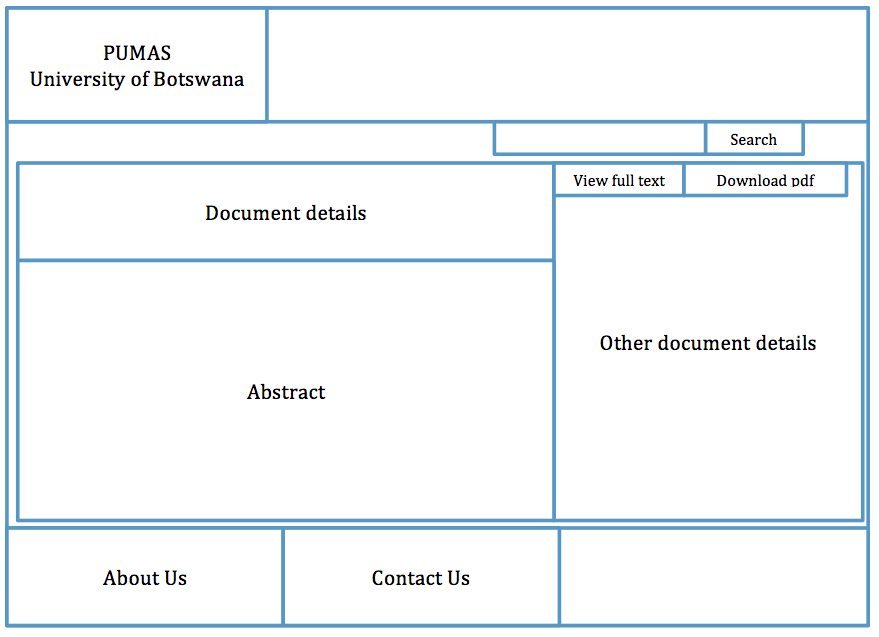 PUMAS
University of Botswana
Search
View full text
Download pdf
Document details
Other document details
Abstract
About Us
Contact Us